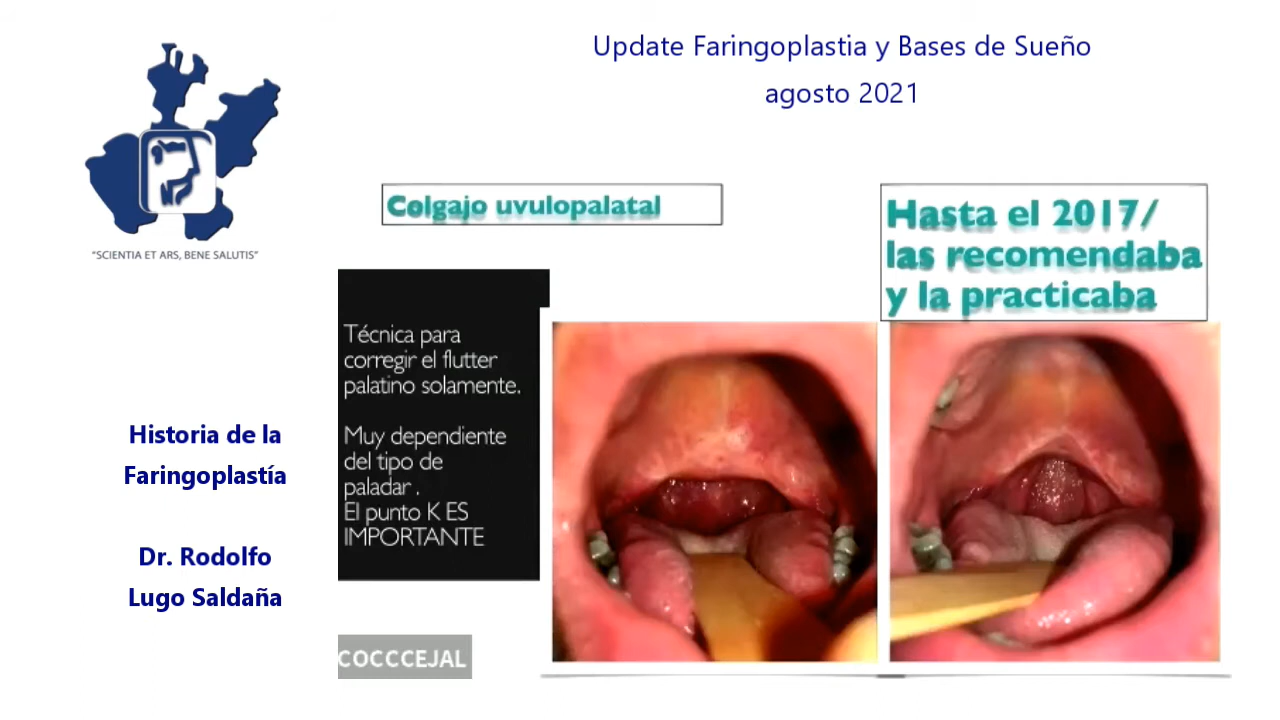 Update Faringoplastia y Bases de Sueño
agosto 2021
"SCIENTIA ET ARS, BENE SALUTIS"
Colgajo uvulopalatal
Hasta el 2017/
las recomendaba
y la practicaba
Técnica para
corregir el flutter
palatino solamente.
Muy dependiente
del tipo de
paladar .
El punto K ES
IMPORTANTE
Historia de la
Faringoplastía
Dr. Rodolfo
Lugo Saldaña
COCCCEJAL